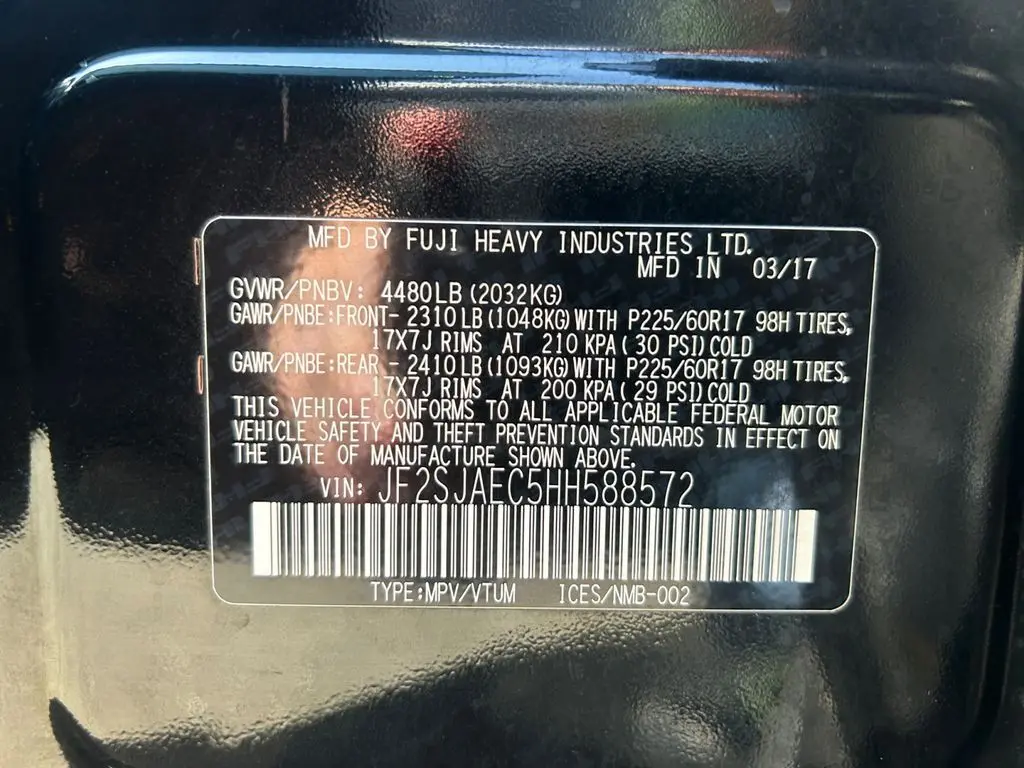 MFD BY FUJI HEAVY INDUSTRIES LTD.
MFD IN 03/17
GVWR/PNBV: 4480LB (2032KG)
GAWR/PNBE:FRONT- 2310LB (1048KG) WITH P225/60R17 98H TIRES,
17X7J RIMS AT 210 KPA (30 PSI) COLD
GAWR/PNBE:REAR - 2410LB (1093KG) WITH P225/60R17 98H TIRES,
17X7J RIMS AT 200 KPA (29 PSI) COLD
THIS VEHICLE CONFORMS TO ALL APPLICABLE FEDERAL MOTOR
VEHICLE SAFETY AND THEFT PREVENTION STANDARDS IN EFFECT ON
THE DATE OF MANUFACTURE SHOWN ABOVE.
VIN: JF2SJAEC5HH588572
TYPE:MPV/VTUM ICES/NMB-002